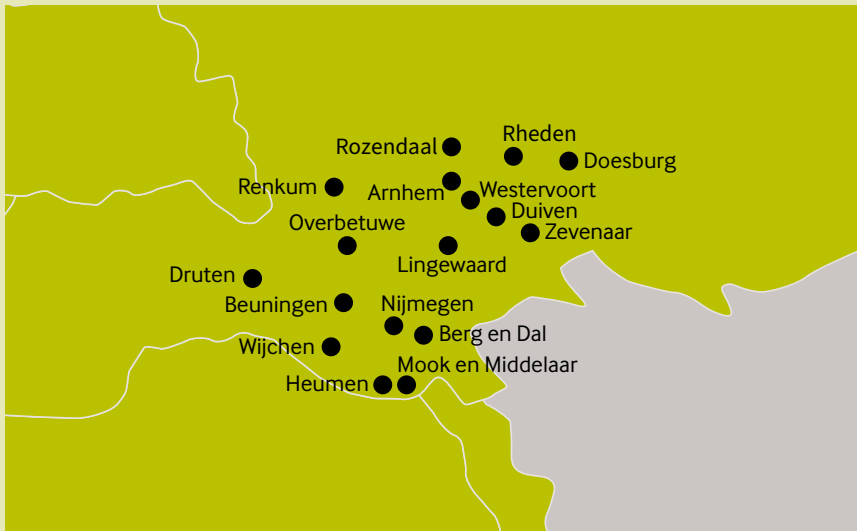 Rheden
Rozendaal
Doesburg
Renkum
Arnhem
Westervoort
Duiven
Overbetuwe
Zevenaar
Lingewaard
Druten
Beuningen
Nijmegen
Berg en Dal
Wijchen
Mook en Middelaar
Heumen